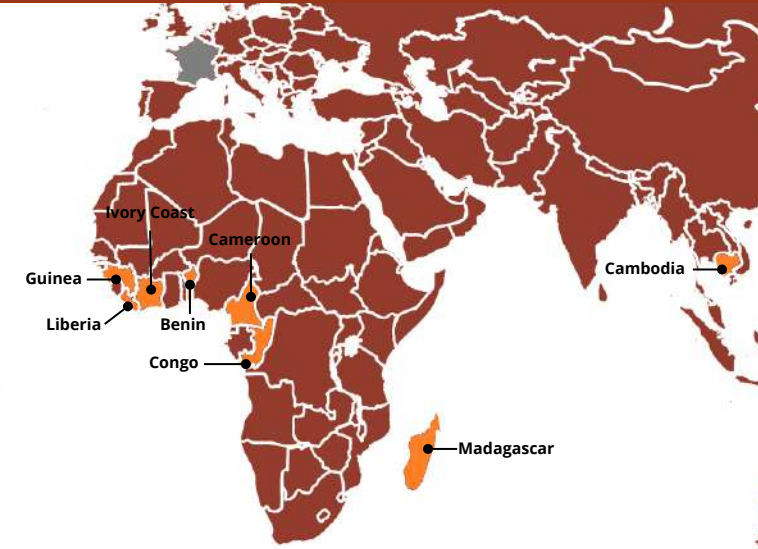 Ivory Coast
Cameroon
Guinea
Cambodia
Liberia
Benin
Congo
Madagascar